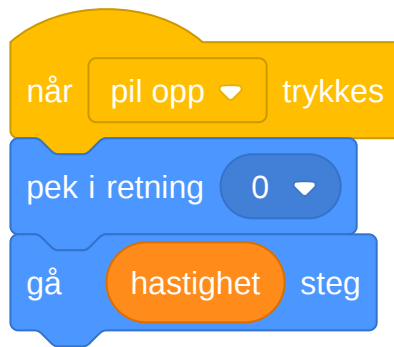 når pil opp trykkes
pek i retning 0
gå hastighet steg